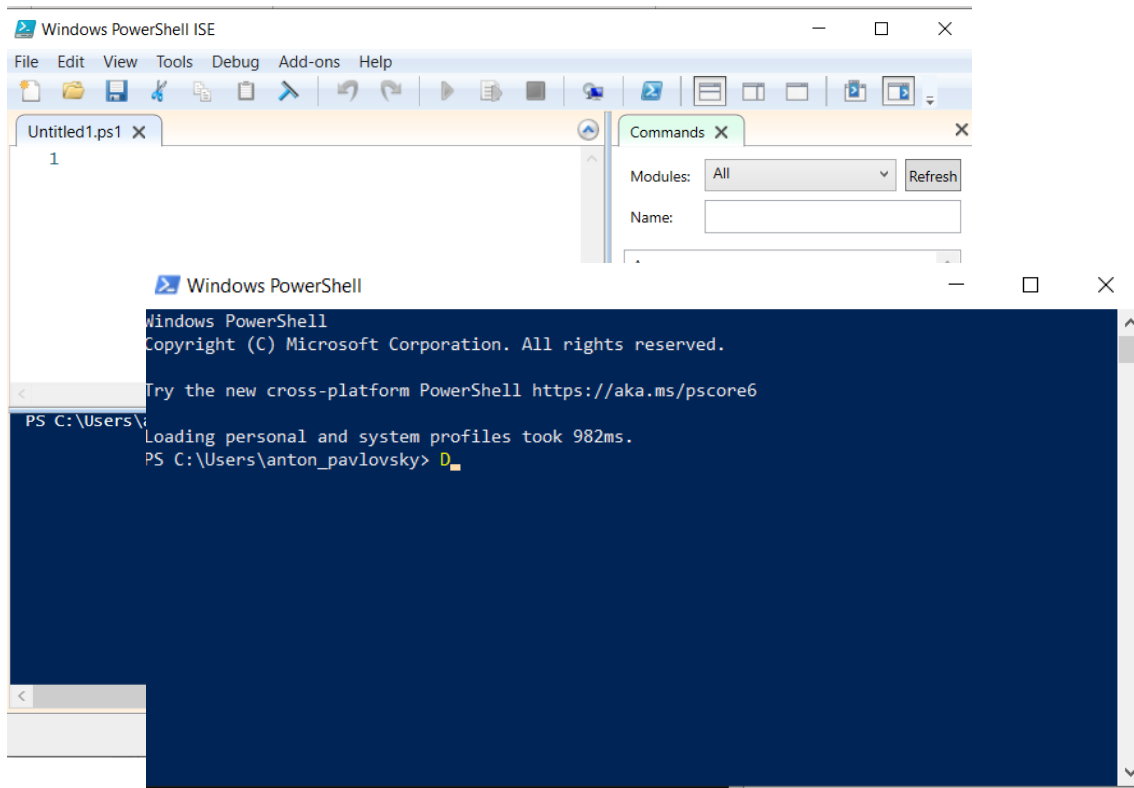 Windows PowerShell ISE
File Edit View Tools Debug Add-ons Help
Untitled1.ps1
Commands
1
Modules: All Refresh
Name:
PS C:\Users\
Windows PowerShell
Windows PowerShell
Copyright (C) Microsoft Corporation. All rights reserved.
Try the new cross-platform PowerShell https://aka.ms/pscore6
Loading personal and system profiles took 982ms.
PS C:\Users\anton_pavlovsky> D